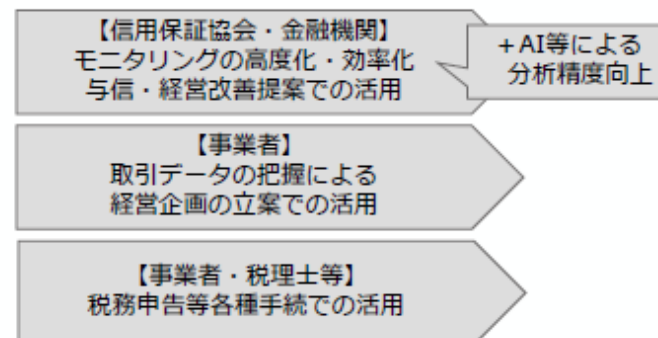 【信用保証協会・金融機関】
モニタリングの高度化・効率化
与信・経営改善提案での活用
+AI等による
分析精度向上
【事業者】
取引データの把握による
経営企画の立案での活用
【事業者・税理士等】
税務申告等各種手続での活用